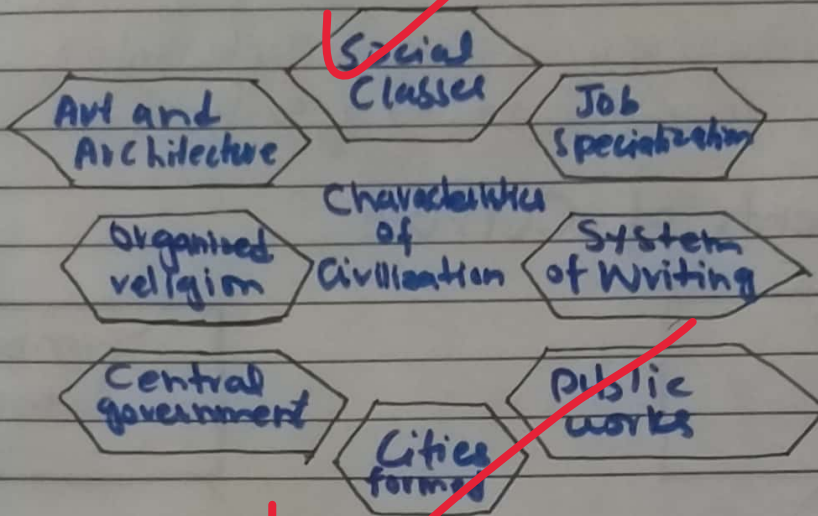 Social
Classes
Art and
Architecture
Job
Specialization
Characteristics
of
Civilization
Organized
religion
System
of Writing
Central
government
Cities
formed
Public
works